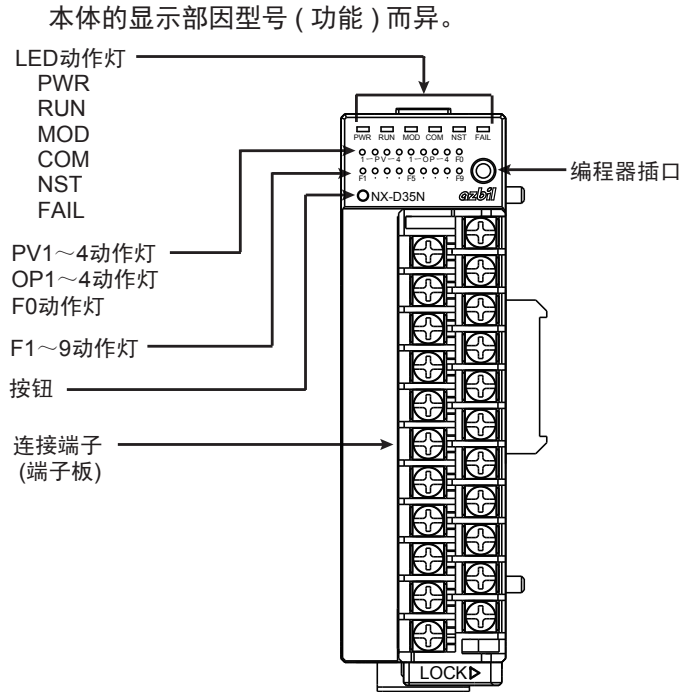 本体的显示部因型号 ( 功能 ) 而异。
LED动作灯
PWR
RUN
MOD
COM
NST
FAIL
PV1～4动作灯
OP1～4动作灯
F0动作灯
F1～9动作灯
按钮
连接端子
(端子板)
PWR RUN MOD COM NST FAIL
1－PV－4 1－OP－4 F0
F1 · · · F5 · · · F9
NX-D35N azbil
编程器插口
LOCK▷